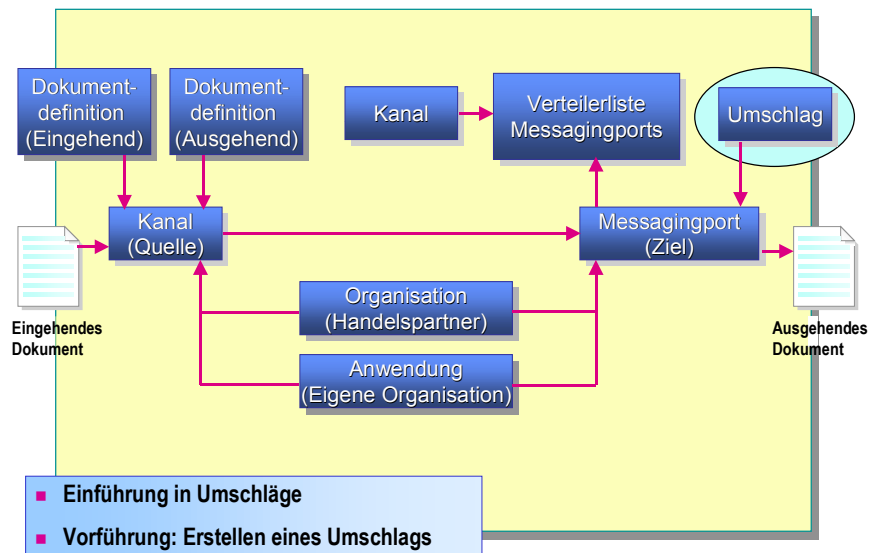 Dokument-
definition
(Eingehend)
Dokument-
definition
(Ausgehend)
Kanal
Verteilerliste
Messagingports
Umschlag
Kanal
(Quelle)
Messagingport
(Ziel)
Eingehendes
Dokument
Organisation
(Handelspartner)
Anwendung
(Eigene Organisation)
Ausgehendes
Dokument
Einführung in Umschläge
Vorführung: Erstellen eines Umschlags